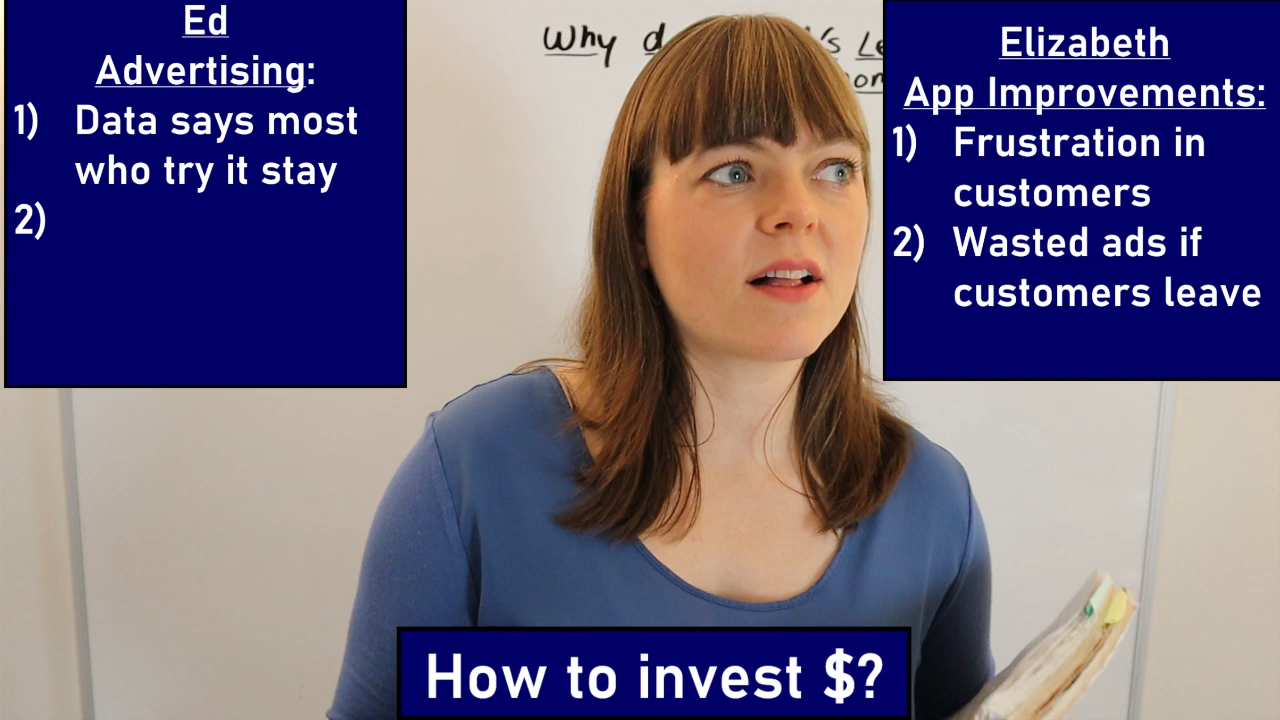 Ed
Advertising:
1) Data says most
who try it stay
2)
Why
Elizabeth
App Improvements:
1) Frustration in
customers
2) Wasted ads if
customers leave
How to invest $?